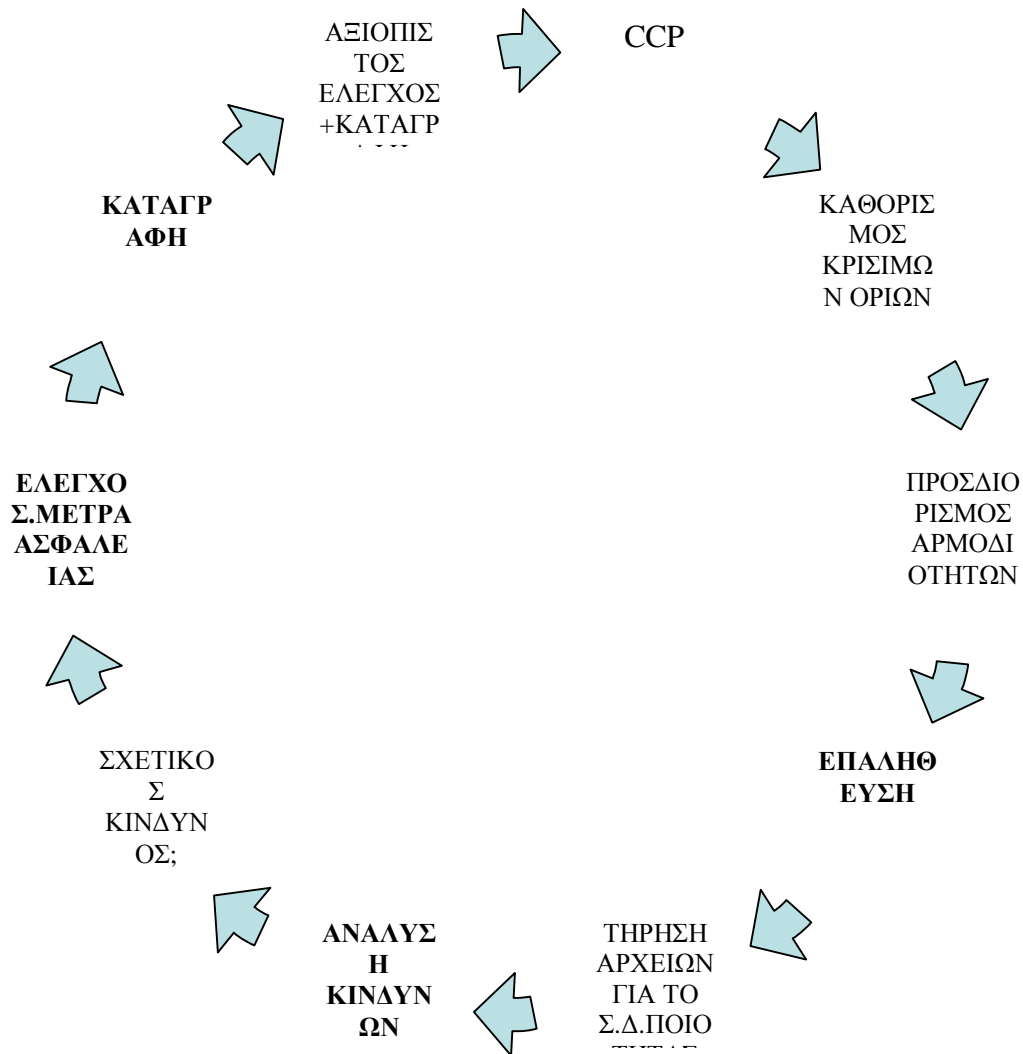 ΑΞΙΟΠΙΣ
ΤΟΣ
ΕΛΕΓΧΟΣ
+ΚΑΤΑΓΡ
CCP
ΚΑΘΟΡΙΣ
ΜΟΣ
ΚΡΙΣΙΜΩ
Ν ΟΡΙΩΝ
ΠΡΟΣΔΙΟ
ΡΙΣΜΟΣ
ΑΡΜΟΔΙ
ΟΤΗΤΩΝ
ΕΠΑΛΗΘ
ΕΥΣΗ
ΤΗΡΗΣΗ
ΑΡΧΕΙΩΝ
ΓΙΑ ΤΟ
Σ.Δ.ΠΟΙΟ
ΑΝΑΛΥΣ
Η
ΚΙΝΔΥΝ
ΩΝ
ΣΧΕΤΙΚΟ
Σ
ΚΙΝΔΥΝ
ΟΣ;
ΕΛΕΓΧΟ
Σ.ΜΕΤΡΑ
ΑΣΦΑΛΕ
ΙΑΣ
ΚΑΤΑΓΡ
ΑΦΗ